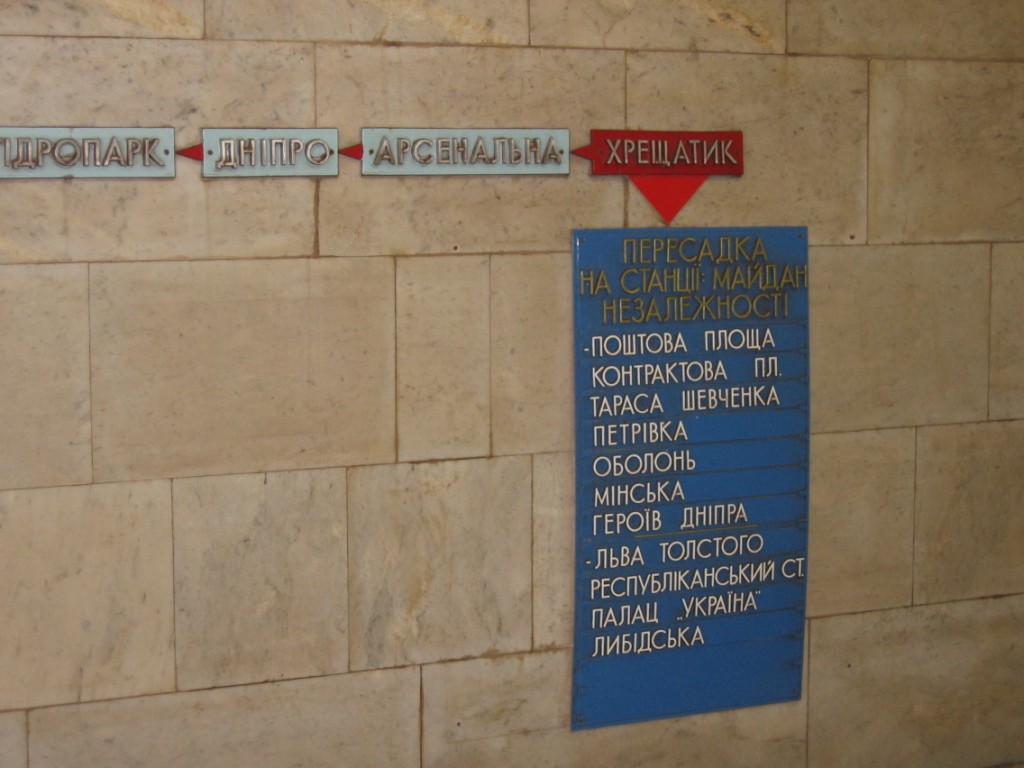 ІДРОПАРК ДНІПРО АРСЕНАЛЬНА ХРЕЩАТИК
ПЕРЕСАДКА
НА СТАНЦІЇ: МАЙДАН
НЕЗАЛЕЖНОСТІ
-ПОШТОВА ПЛОЩА
КОНТРАКТОВА ПЛ.
ТАРАСА ШЕВЧЕНКА
ПЕТРІВКА
ОБОЛОНЬ
МІНСЬКА
ГЕРОЇВ ДНІПРА
-ЛЬВА ТОЛСТОГО
РЕСПУБЛІКАНСЬКИЙ СТ.
ПАЛАЦ „УКРАЇНА"
ЛИБІДСЬКА